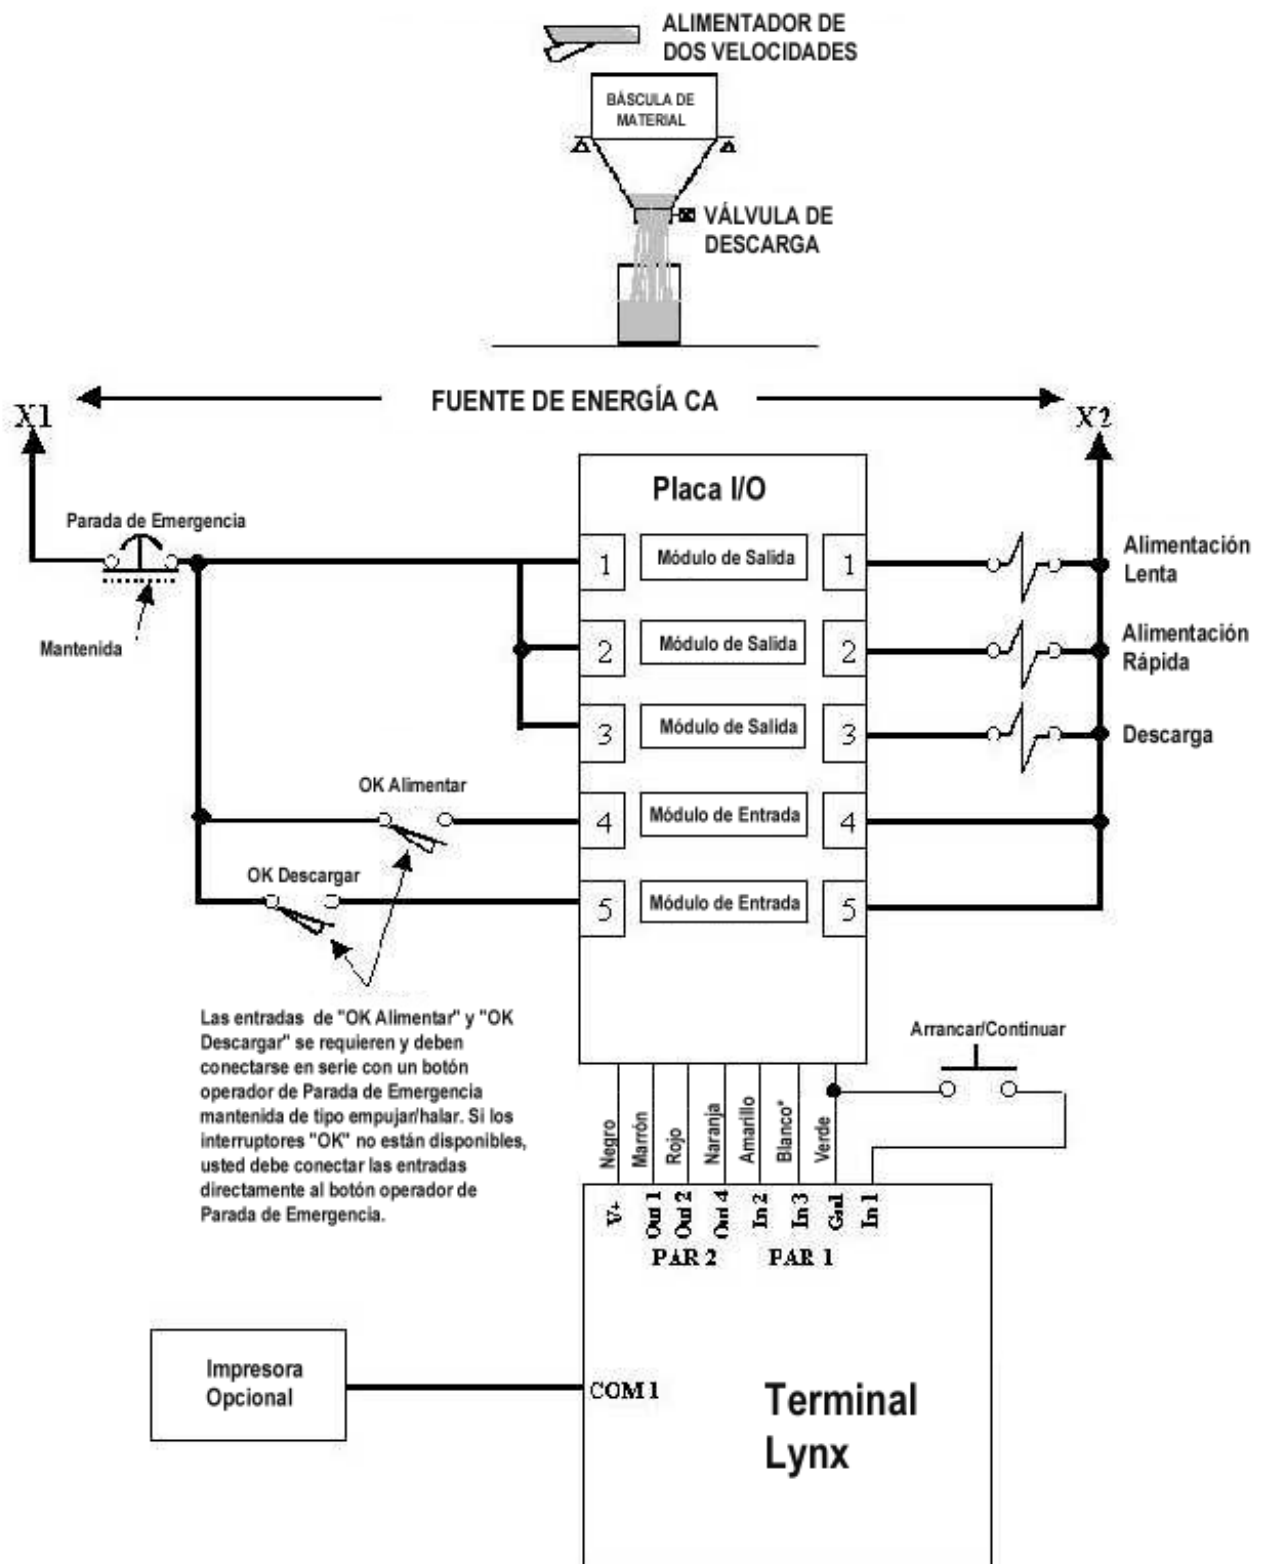 ALIMENTADOR DE
DOS VELOCIDADES
BÁSCULA DE
MATERIAL
VÁLVULA DE
DESCARGA
FUENTE DE ENERGÍA CA
X1
X2
Placa I/O
Parada de Emergencia
Mantenida
1
Módulo de Salida
1
Alimentación
Lenta
2
Módulo de Salida
2
Alimentación
Rápida
3
Módulo de Salida
3
Descarga
OK Alimentar
4
Módulo de Entrada
4
OK Descargar
5
Módulo de Entrada
5
Las entradas de "OK Alimentar" y "OK
Descargar" se requieren y deben
conectarse en serie con un botón
operador de Parada de Emergencia
mantenida de tipo empujar/halar. Si los
interruptores "OK" no están disponibles,
usted debe conectar las entradas
directamente al botón operador de
Parada de Emergencia.
Arrancar/Continuar
Negro
Marrón
Rojo
Naranja
Amarillo
Blanco*
Verde
V+
Out 1
Out 2
Out 4
In 2
In 3
Gnd
In 1
PAR 2
PAR 1
Impresora
Opcional
COM 1
Terminal
Lynx